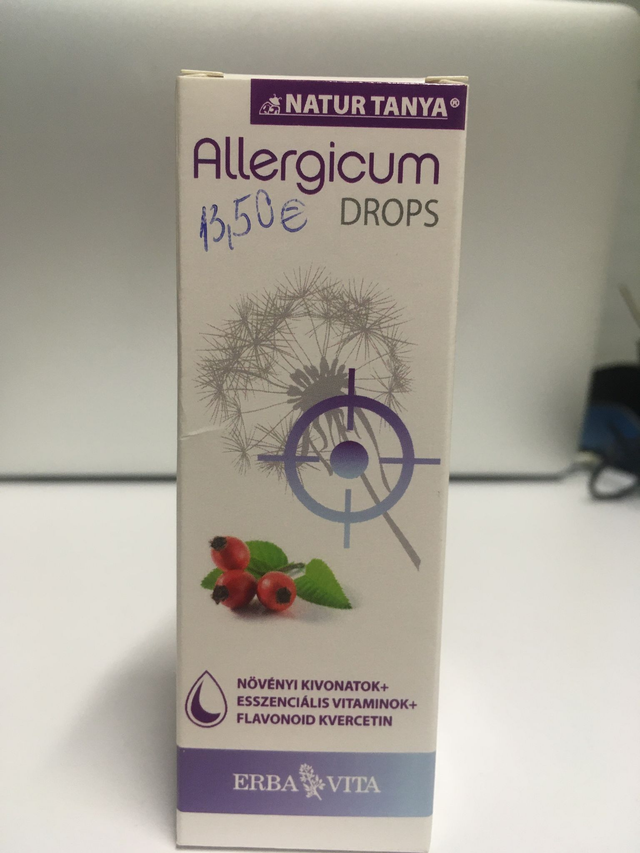 NATUR TANYA®
Allergicum
13,50€
DROPS
NÖVÉNYI KIVONATOK+
ESSZENCIÁLIS VITAMINOK+
FLAVONOID KVERCETIN
ERBA VITA